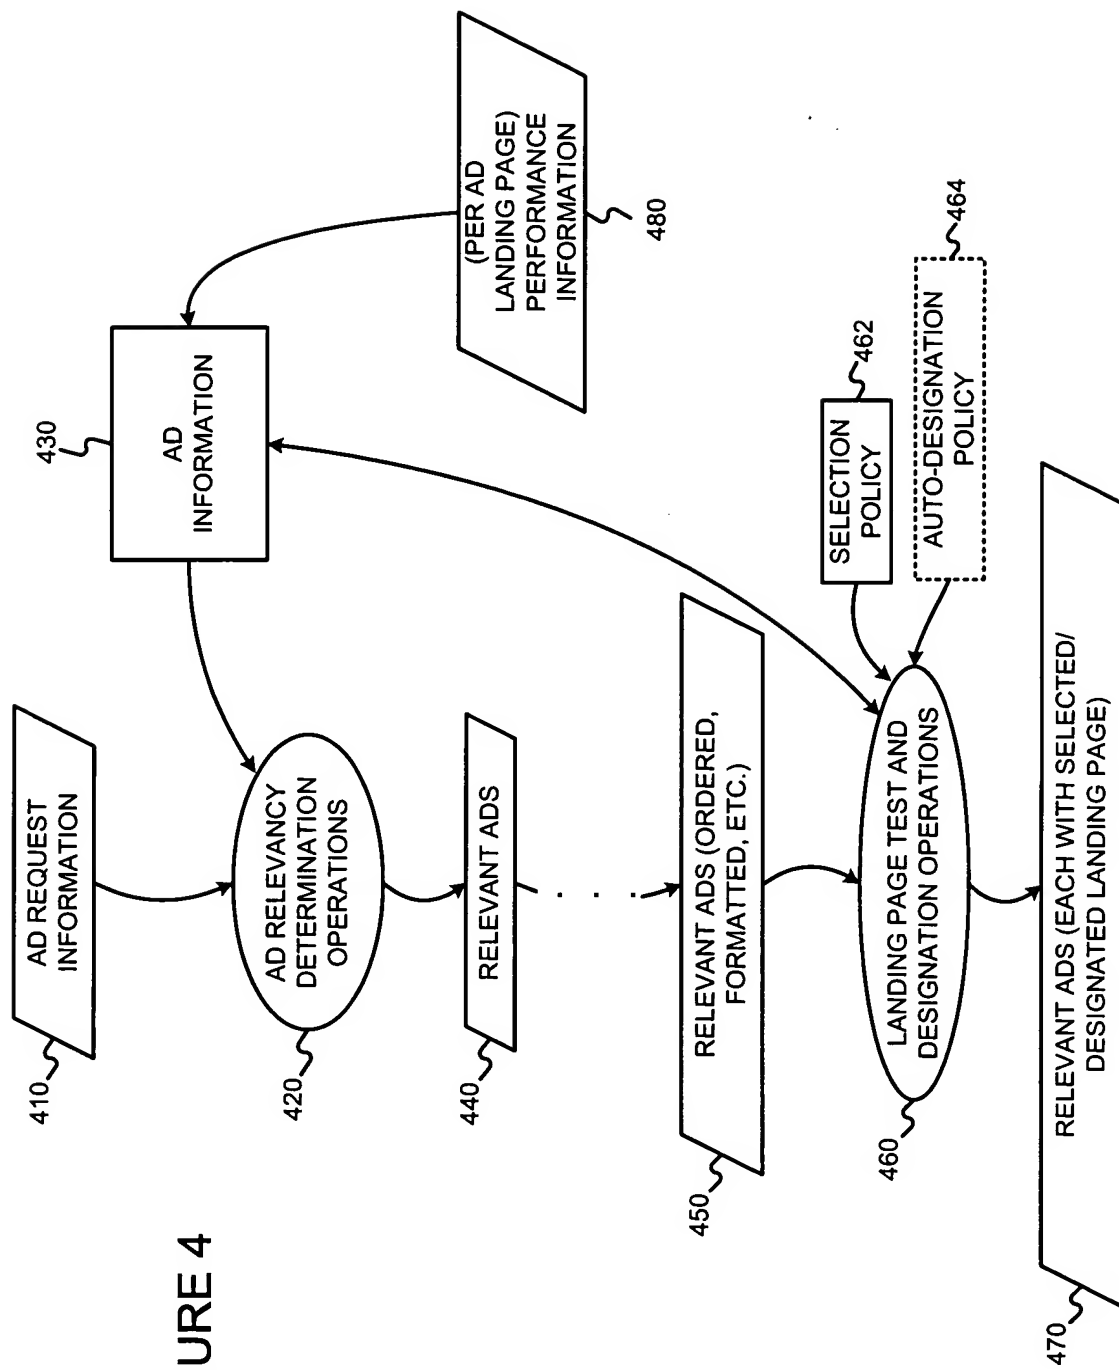 URE 4
410
AD REQUEST
INFORMATION
420
AD RELEVANCY
DETERMINATION
OPERATIONS
430
AD
INFORMATION
440
RELEVANT ADS
. . .
450
RELEVANT ADS (ORDERED,
FORMATTED, ETC.)
(PER AD
LANDING PAGE)
PERFORMANCE
INFORMATION
480
460
LANDING PAGE TEST AND
DESIGNATION OPERATIONS
SELECTION
POLICY
462
AUTO-DESIGNATION
POLICY
464
470
RELEVANT ADS (EACH WITH SELECTED/
DESIGNATED LANDING PAGE)